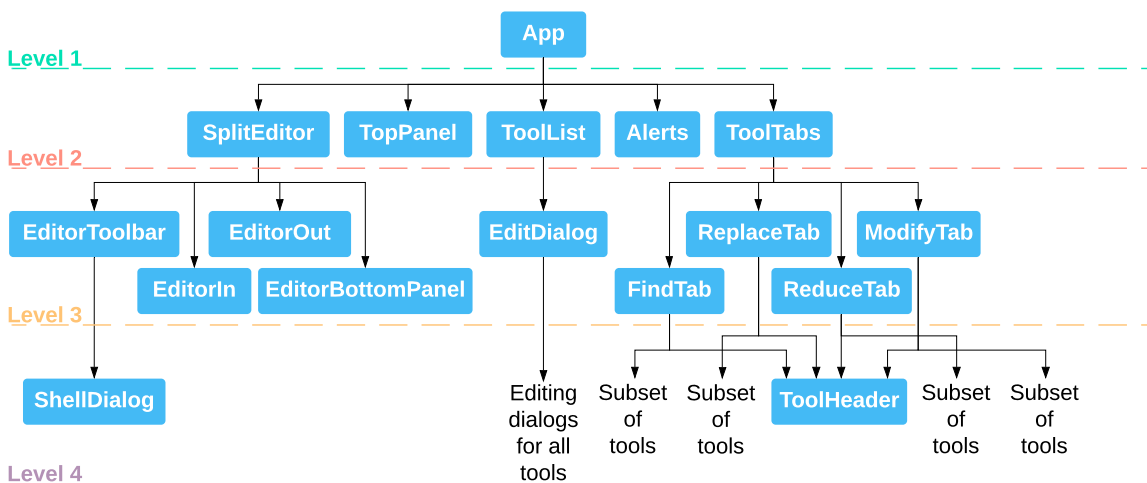 App
Level 1
SplitEditor
TopPanel
ToolList
Alerts
ToolTabs
Level 2
EditorToolbar
EditorOut
EditDialog
ReplaceTab
ModifyTab
EditorIn
EditorBottomPanel
FindTab
ReduceTab
Level 3
ShellDialog
Editing
dialogs
for all
tools
Subset
of
tools
Subset
of
tools
ToolHeader
Subset
of
tools
Subset
of
tools
Level 4